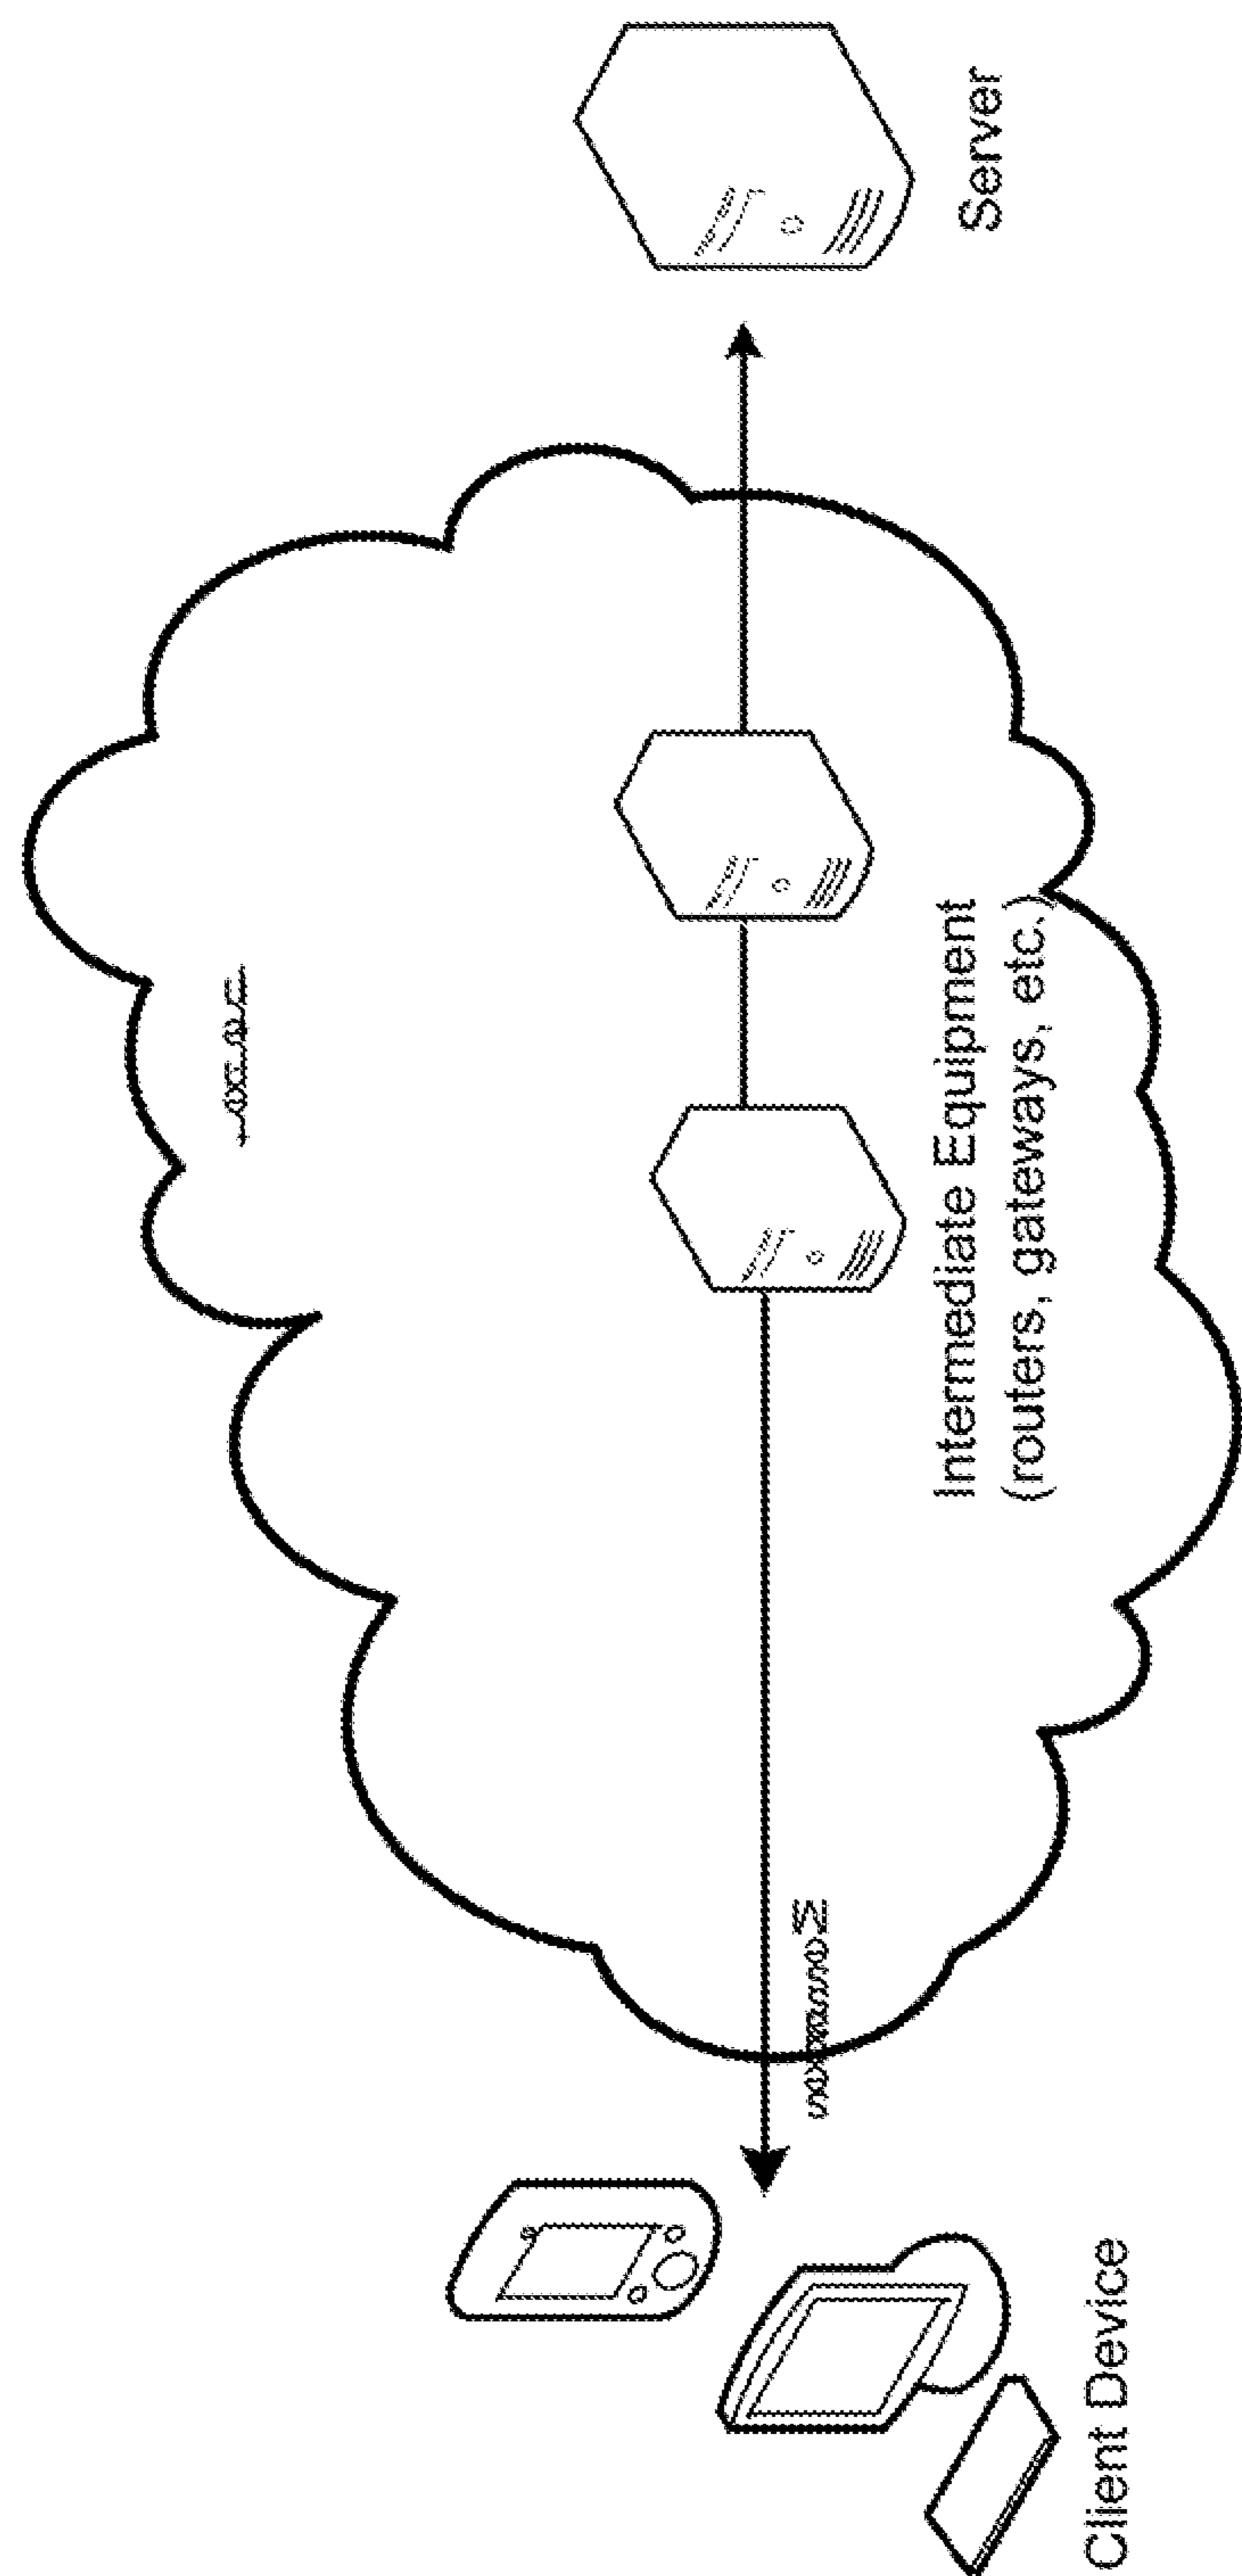 Server
Intermediate Equipment
(routers, gateways, etc.)
Client Device